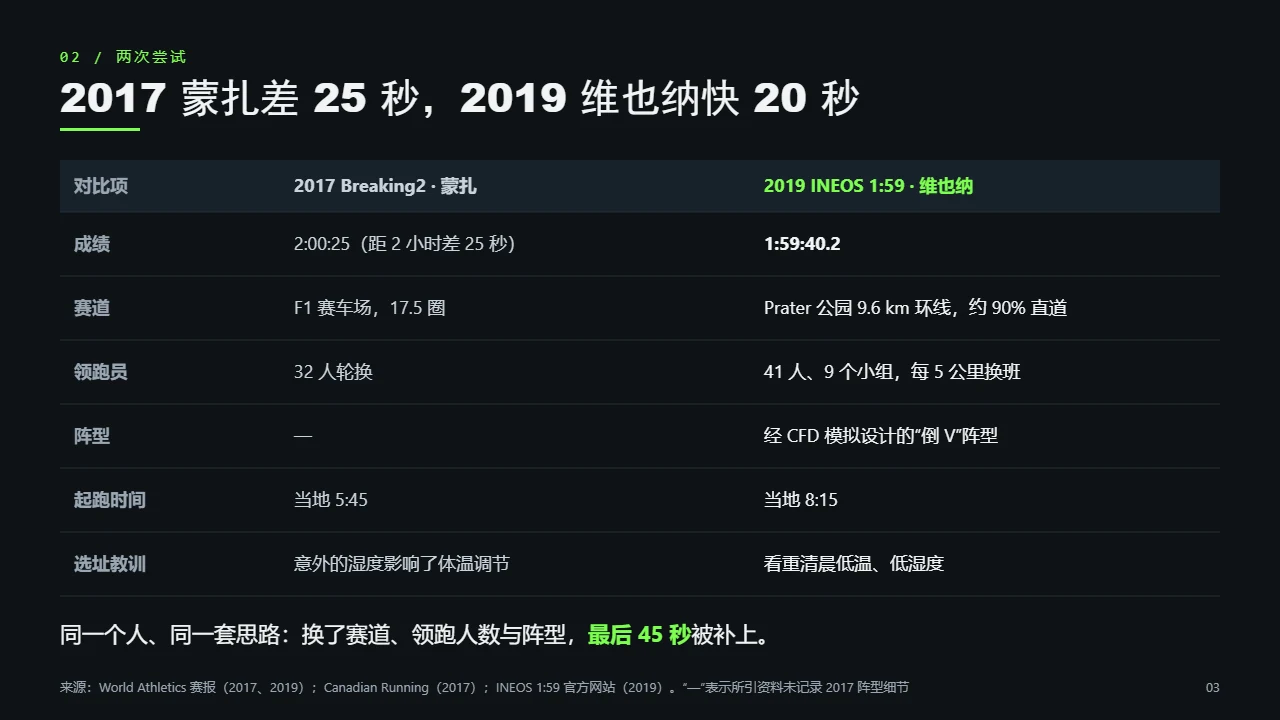 02 / 两次尝试
2017 蒙扎差 25 秒，2019 维也纳快 20 秒
对比项 2017 Breaking2 · 蒙扎 2019 INEOS 1:59 · 维也纳
成绩 2:00:25（距 2 小时差 25 秒） 1:59:40.2
赛道 F1 赛车场，17.5 圈 Prater 公园 9.6 km 环线，约 90% 直道
领跑员 32 人轮换 41 人、9 个小组，每 5 公里换班
阵型 — 经 CFD 模拟设计的”倒 V”阵型
起跑时间 当地 5:45 当地 8:15
选址教训 意外的湿度影响了体温调节 看重清晨低温、低湿度
同一个人、同一套思路：换了赛道、领跑人数与阵型，最后 45 秒被补上。
来源：World Athletics 赛报（2017、2019）；Canadian Running（2017）；INEOS 1:59 官方网站（2019）。“—”表示所引资料未记录 2017 阵型细节
03